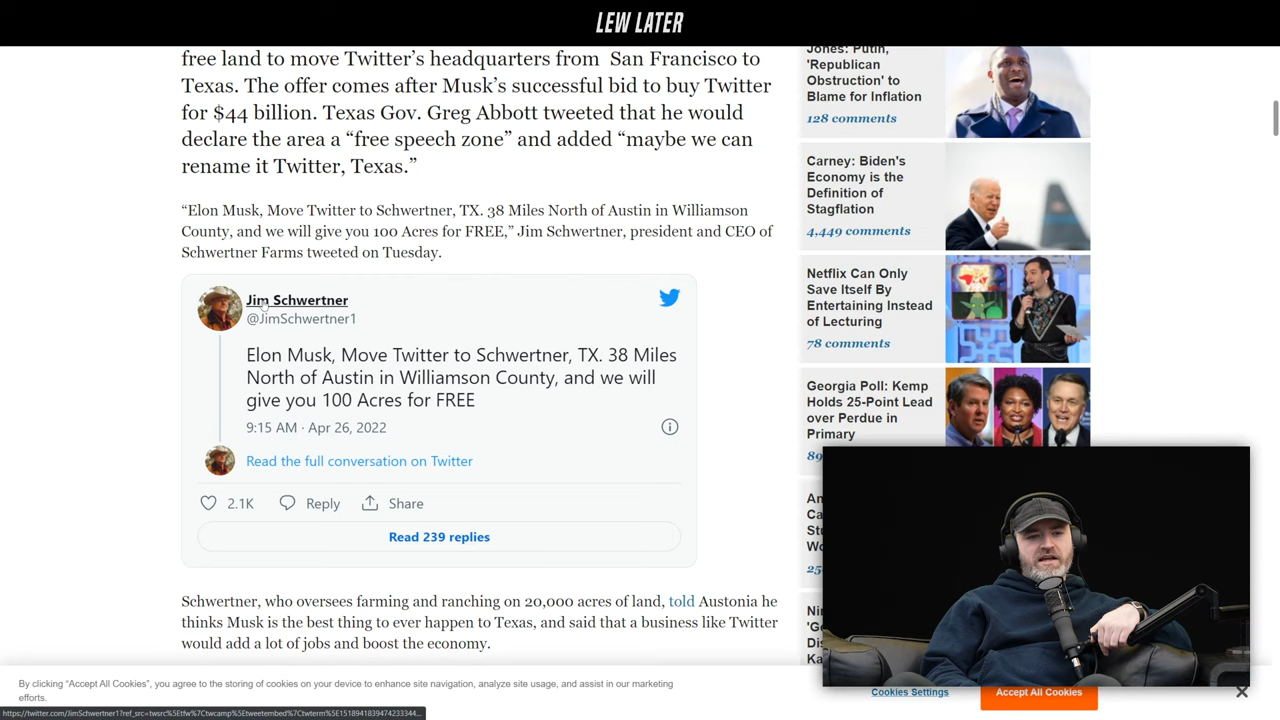 LEW LATER
free land to move Twitter’s headquarters from San Francisco to
Texas. The offer comes after Musk’s successful bid to buy Twitter
for $44 billion. Texas Gov. Greg Abbott tweeted that he would
declare the area a “free speech zone” and added “maybe we can
rename it Twitter, Texas.”
“Elon Musk, Move Twitter to Schwertner, TX. 38 Miles North of Austin in Williamson
County, and we will give you 100 Acres for FREE,” Jim Schwertner, president and CEO of
Schwertner Farms tweeted on Tuesday.
Jim Schwertner
@JimSchwertner1
Elon Musk, Move Twitter to Schwertner, TX. 38 Miles
North of Austin in Williamson County, and we will
give you 100 Acres for FREE
9:15 AM · Apr 26, 2022
Read the full conversation on Twitter
2.1K Reply Share
Read 239 replies
Schwertner, who oversees farming and ranching on 20,000 acres of land, told Austonia he
thinks Musk is the best thing to ever happen to Texas, and said that a business like Twitter
would add a lot of jobs and boost the economy.
Jones: Putin,
'Republican
Obstruction' to
Blame for Inflation
128 comments
Carney: Biden's
Economy is the
Definition of
Stagflation
4,449 comments
Netflix Can Only
Save Itself By
Entertaining Instead
of Lecturing
78 comments
Georgia Poll: Kemp
Holds 25-Point Lead
over Perdue in
Primary
By clicking “Accept All Cookies”, you agree to the storing of cookies on your device to enhance site navigation, analyze site usage, and assist in our marketing
efforts.
Cookies Settings
Accept All Cookies